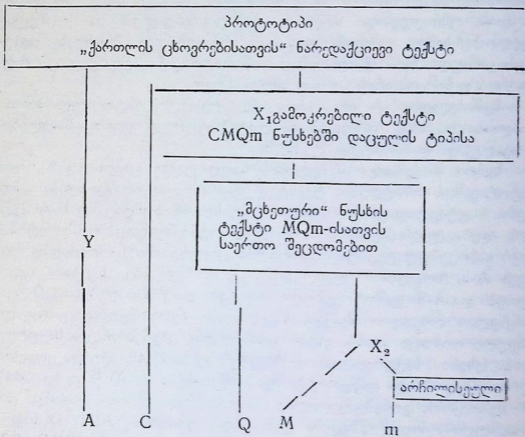 პროტოტიპი
„ქართლის ცხოვრებისათვის“ ნარედაქციევი ტექსტი
X₁გამოკრებილი ტექსტი
CMQm ნუსხებში დაცულის ტიპისა
„მცხეთური“ ნუსხის
ტექსტი MQm-ისათვის
საერთო შეცდომებით
Y
X₂
არჩილისეული
A C Q M m